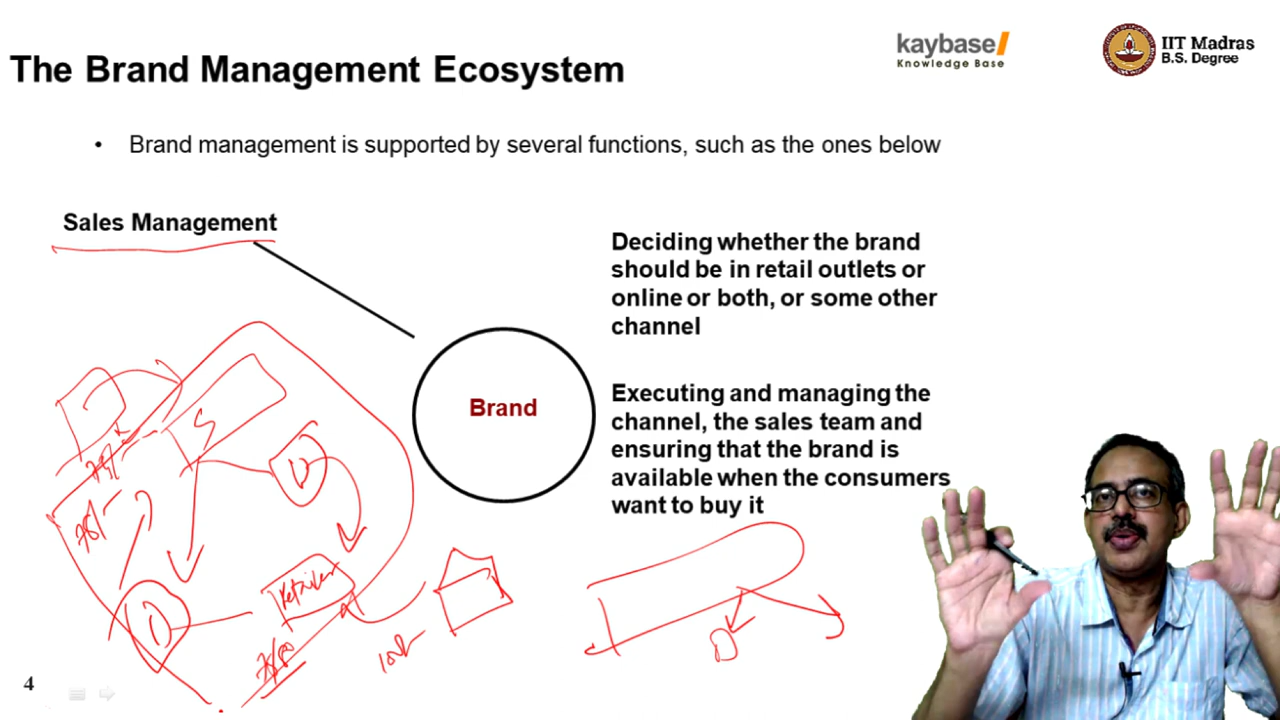 The Brand Management Ecosystem
kaybase/
Knowledge Base
IIT Madras
B.S. Degree
• Brand management is supported by several functions, such as the ones below
Sales Management
Deciding whether the brand
should be in retail outlets or
online or both, or some other
channel
Brand
Executing and managing the
channel, the sales team and
ensuring that the brand is
available when the consumers
want to buy it
S
D
75/-
75/-
Retailer
D
D
4